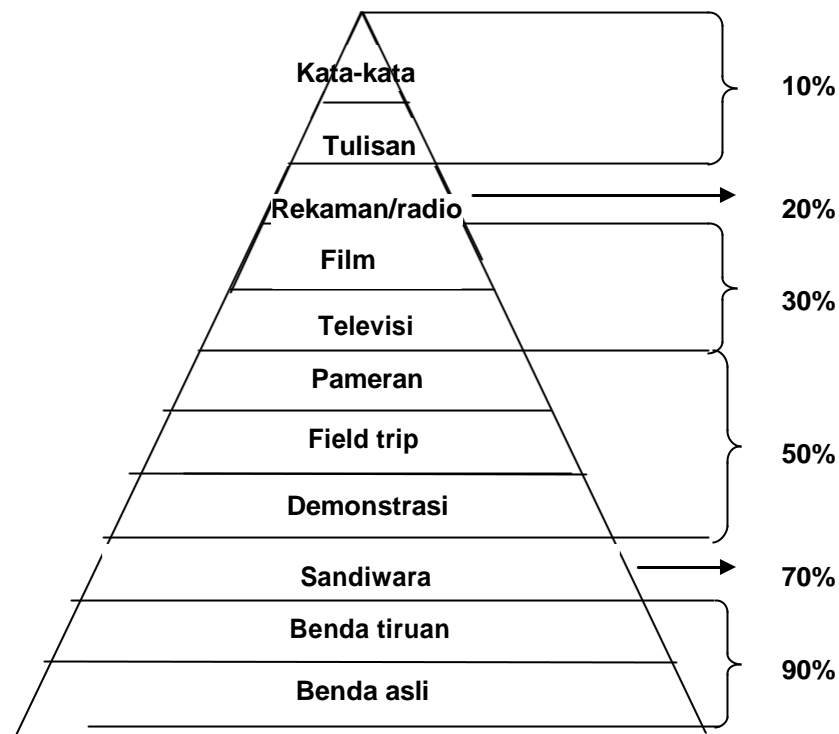 Kata-kata
10%
Tulisan
Rekaman/radio
20%
Film
30%
Televisi
Pameran
Field trip
50%
Demonstrasi
Sandiwara
70%
Benda tiruan
90%
Benda asli